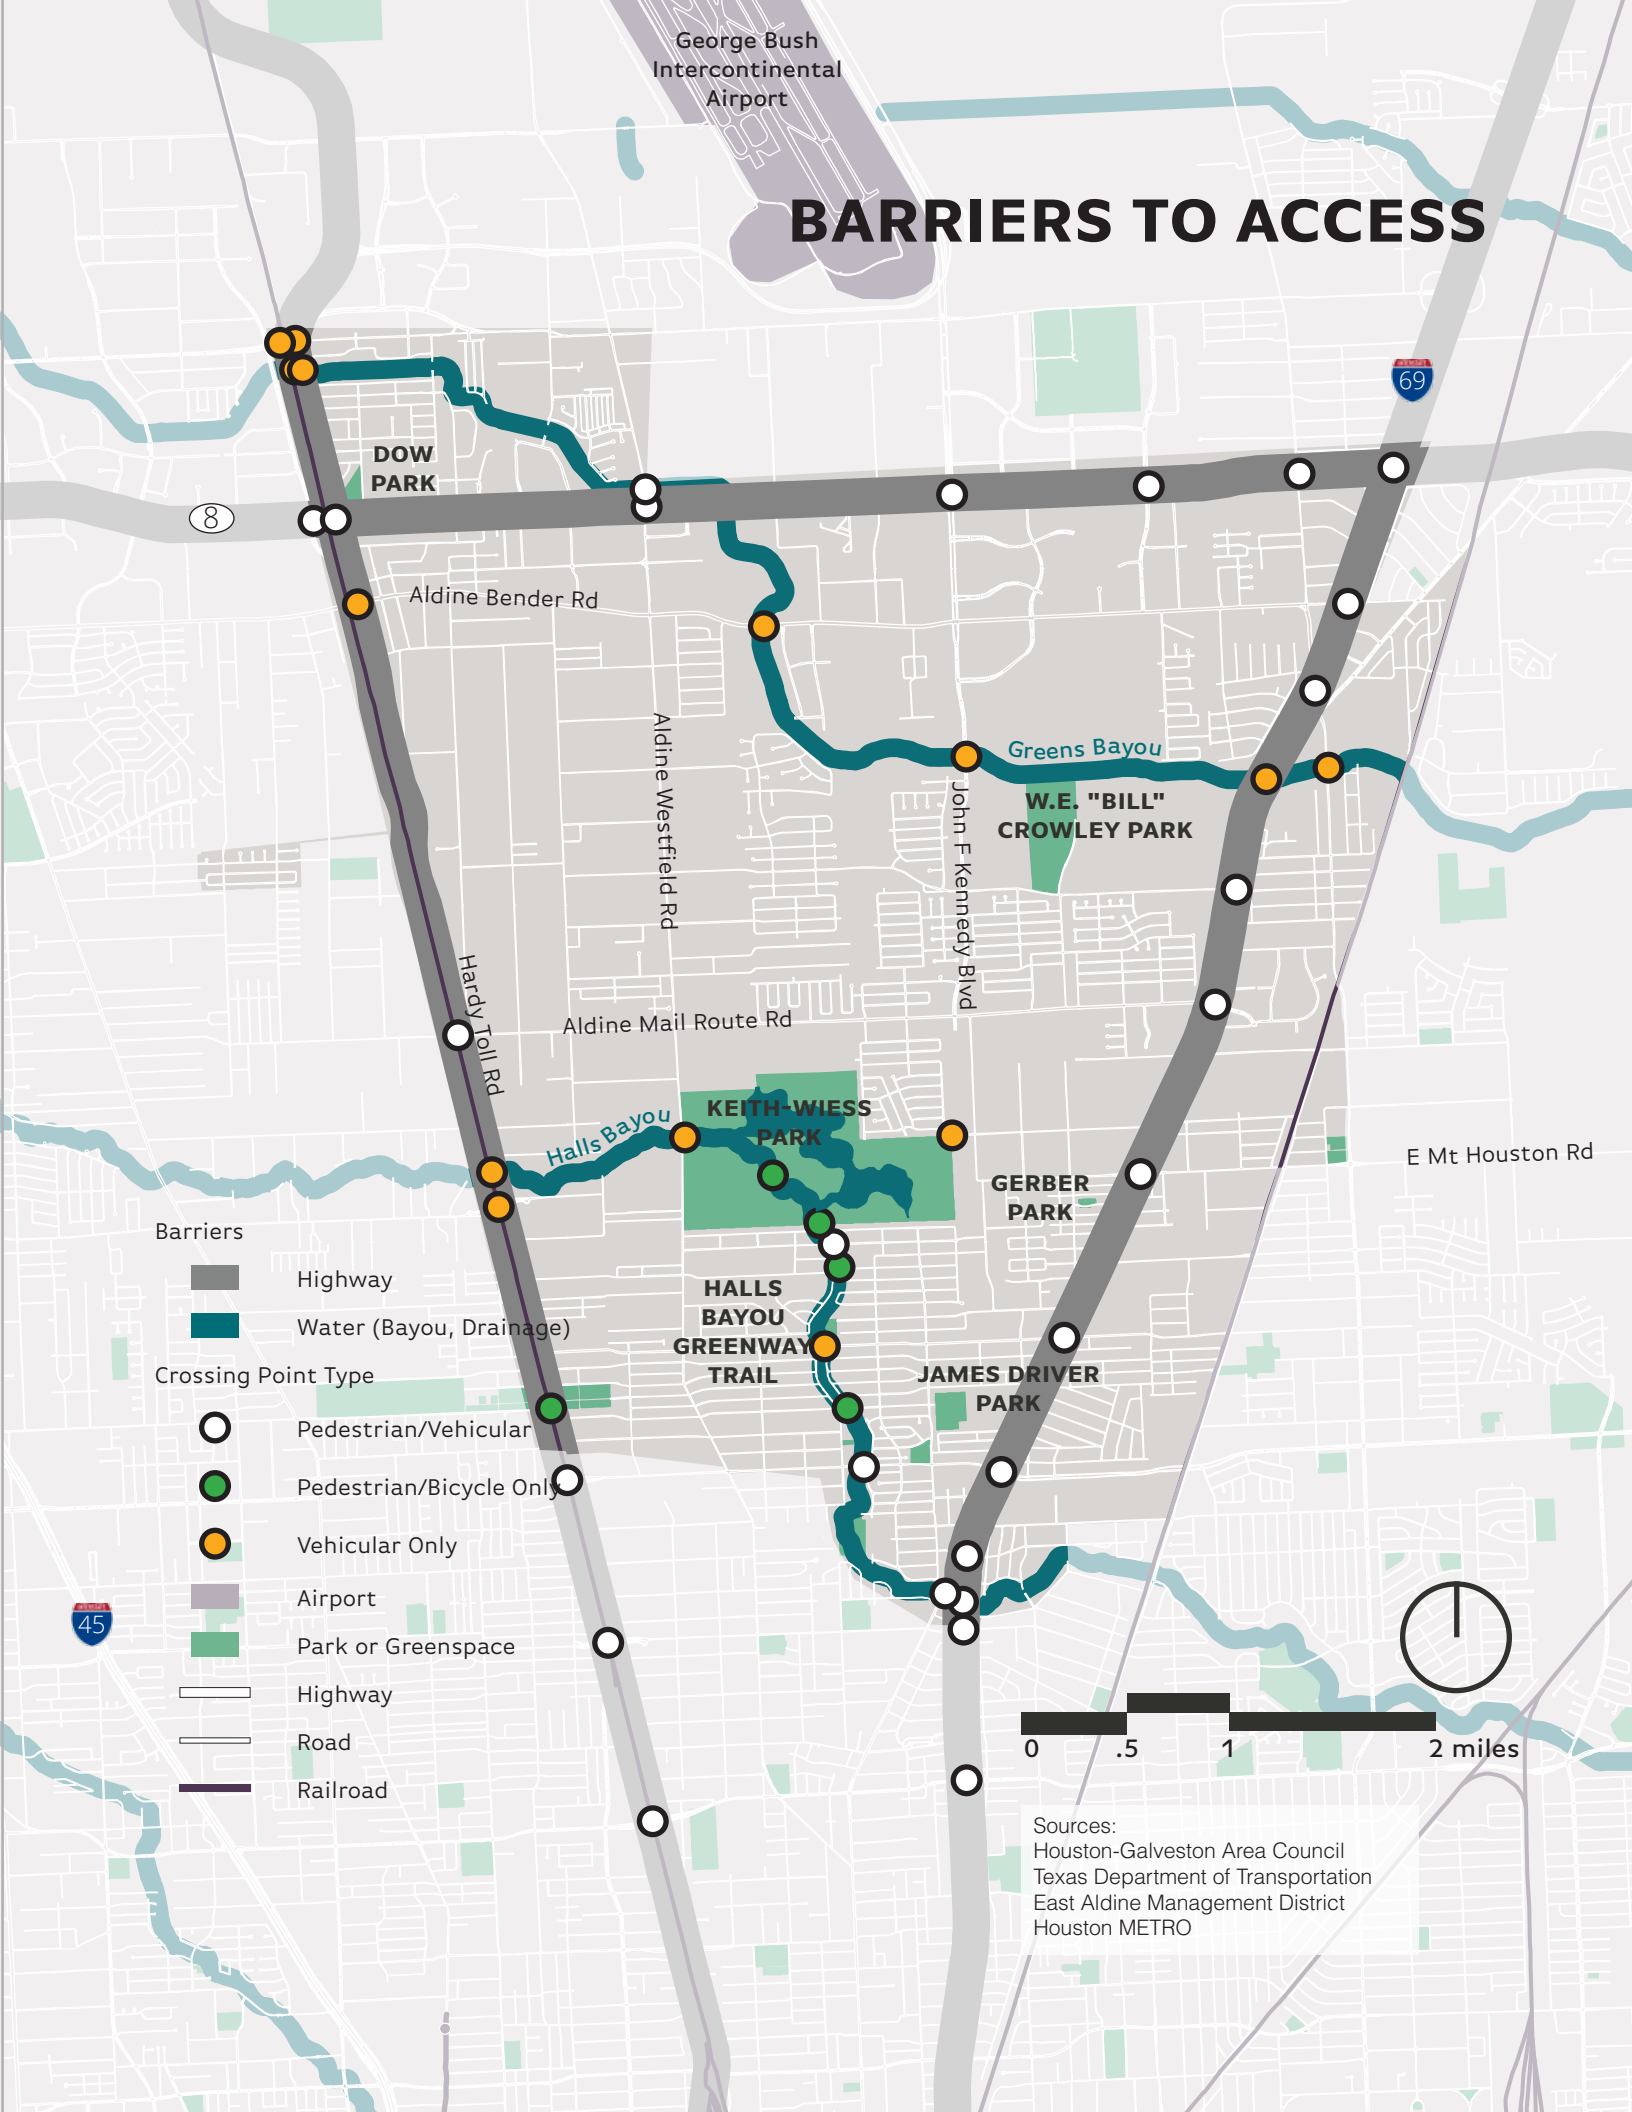 George Bush
Intercontinental
Airport
BARRIERS TO ACCESS
69
DOW
PARK
8
Aldine Bender Rd
Aldine Westfield Rd
Greens Bayou
W.E. "BILL"
CROWLEY PARK
John F Kennedy Blvd
Hardy Toll Rd
Aldine Mail Route Rd
Halls Bayou
KEITH-WIESS
PARK
E Mt Houston Rd
GERBER
PARK
HALLS
BAYOU
GREENWAY
TRAIL
JAMES DRIVER
PARK
Barriers
Highway
Water (Bayou, Drainage)
Crossing Point Type
Pedestrian/Vehicular
Pedestrian/Bicycle Only
Vehicular Only
Airport
Park or Greenspace
Highway
Road
Railroad
45
0 .5 1 2 miles
Sources:
Houston-Galveston Area Council
Texas Department of Transportation
East Aldine Management District
Houston METRO